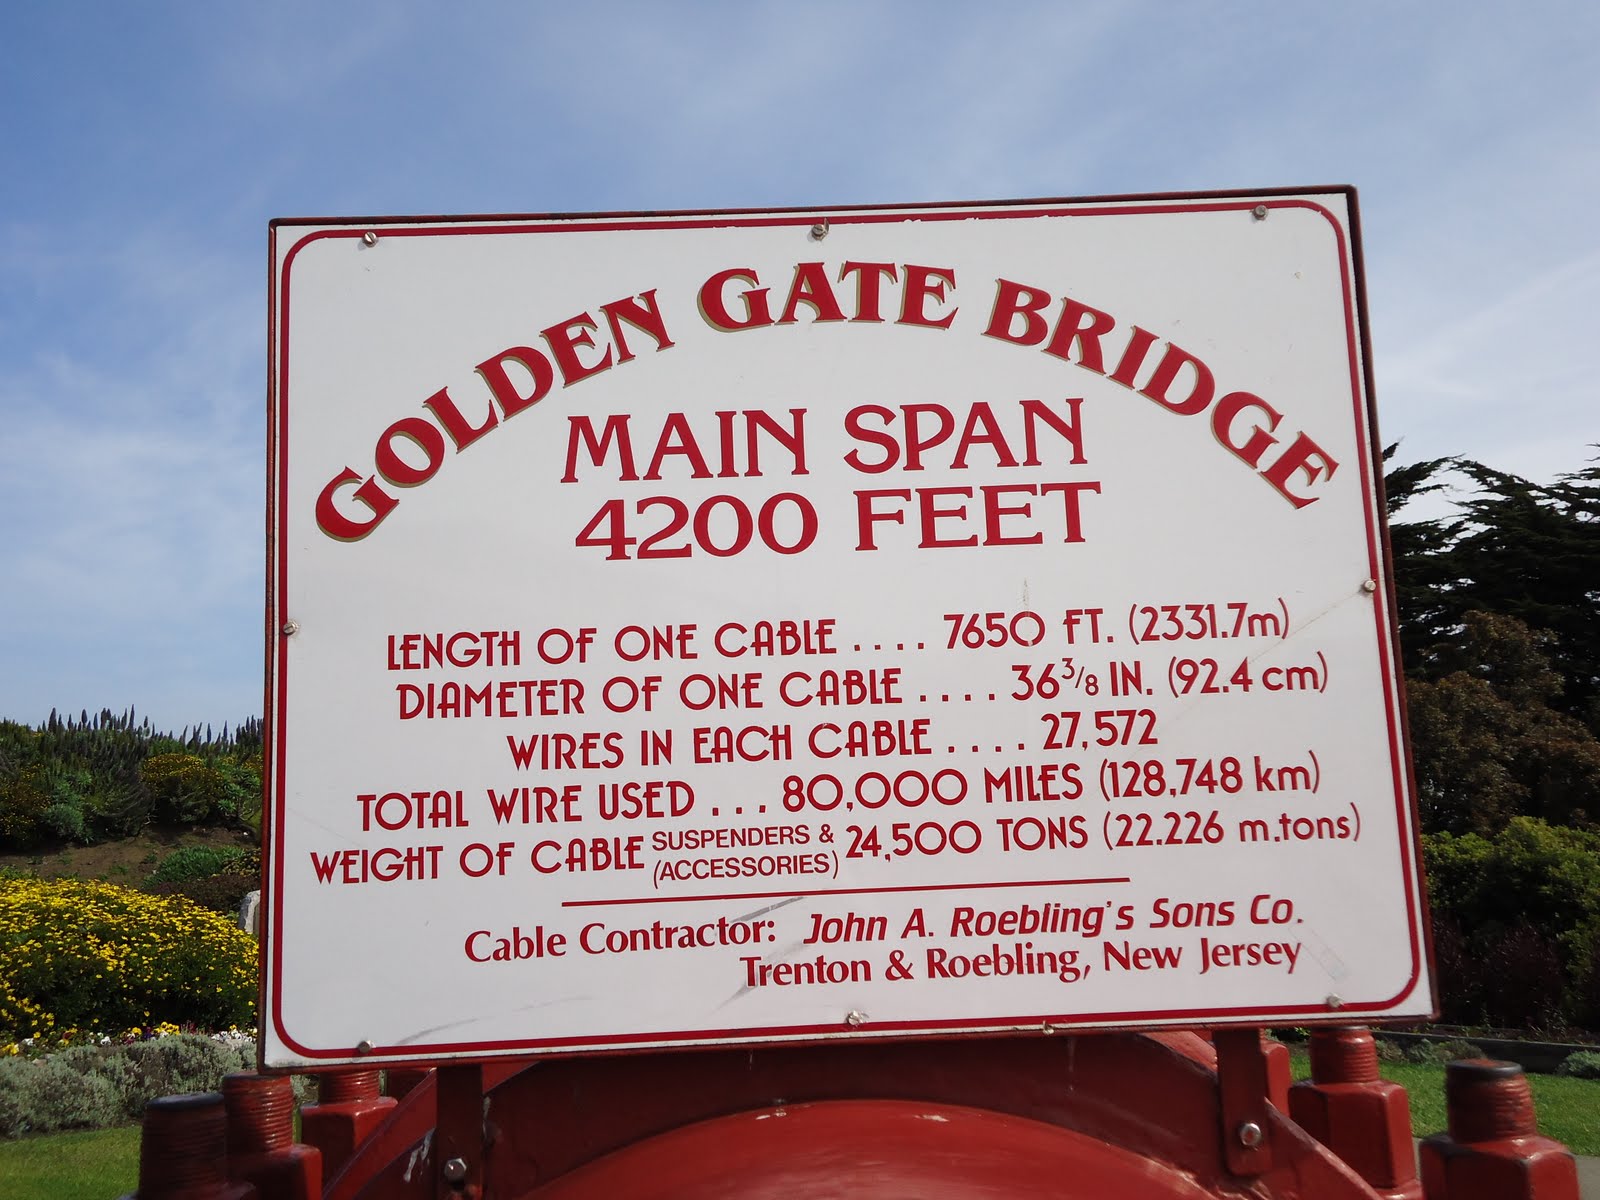 GOLDEN GATE BRIDGE
MAIN SPAN
4200 FEET
LENGTH OF ONE CABLE .... 7650 FT. (2331.7m)
DIAMETER OF ONE CABLE .... 36 3/8 IN. (92.4 cm)
WIRES IN EACH CABLE .... 27,572
TOTAL WIRE USED ... 80,000 MILES (128,748 km)
WEIGHT OF CABLE SUSPENDERS & (ACCESSORIES) 24,500 TONS (22.226 m.tons)
Cable Contractor: John A. Roebling's Sons Co.
Trenton & Roebling, New Jersey